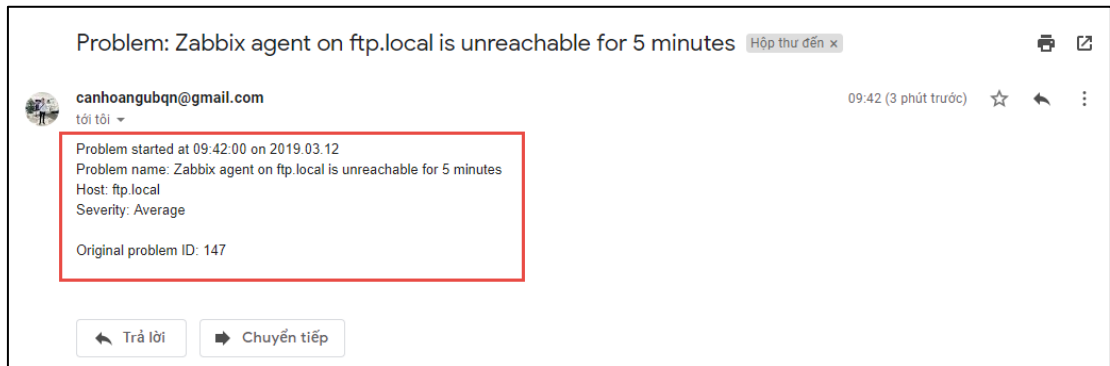 Problem: Zabbix agent on ftp.local is unreachable for 5 minutes Hộp thư đến x
canhoangubqn@gmail.com 09:42 (3 phút trước)
tới tôi
Problem started at 09:42:00 on 2019.03.12
Problem name: Zabbix agent on ftp.local is unreachable for 5 minutes
Host: ftp.local
Severity: Average
Original problem ID: 147
Trả lời Chuyển tiếp